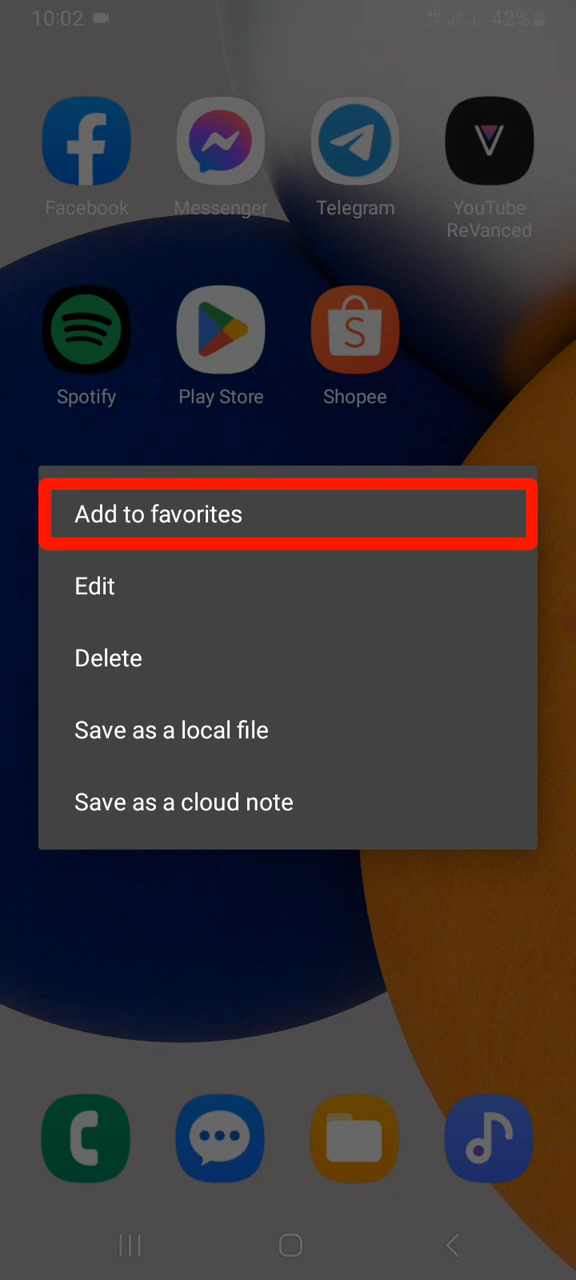 10:02 4G 42%
Facebook Messenger Telegram YouTube
ReVanced
Spotify Play Store Shopee
Add to favorites
Edit
Delete
Save as a local file
Save as a cloud note